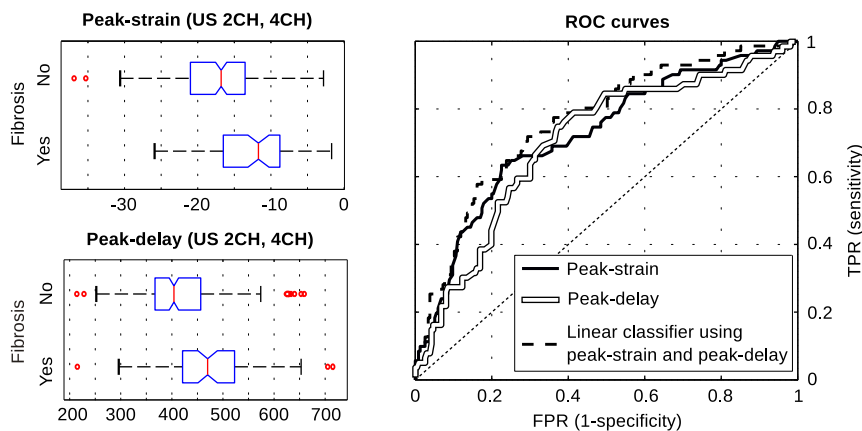 Peak-strain (US 2CH, 4CH)
Fibrosis
No
Yes
-30 -20 -10 0
Peak-delay (US 2CH, 4CH)
Fibrosis
No
Yes
200 300 400 500 600 700
ROC curves
1
0.8
0.6
0.4
0.2
0
TPR (sensitivity)
Peak-strain
Peak-delay
Linear classifier using
peak-strain and peak-delay
0 0.2 0.4 0.6 0.8 1
FPR (1-specificity)